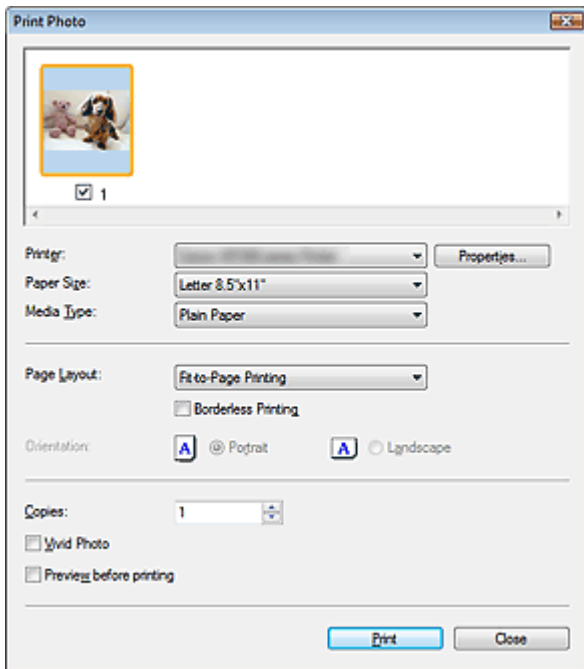 Print Photo
1
Printer:
Properties...
Paper Size: Letter 8.5"x11"
Media Type: Plain Paper
Page Layout: Fit-to-Page Printing
Borderless Printing
Orientation: A Portrait A Landscape
Copies: 1
Vivid Photo
Preview before printing
Print Close